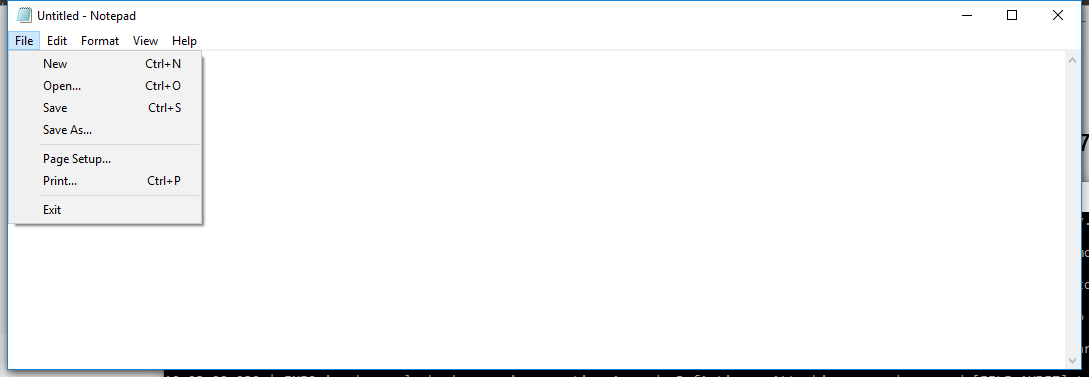 Untitled - Notepad
File Edit Format View Help
New Ctrl+N
Open... Ctrl+O
Save Ctrl+S
Save As...
Page Setup...
Print... Ctrl+P
Exit